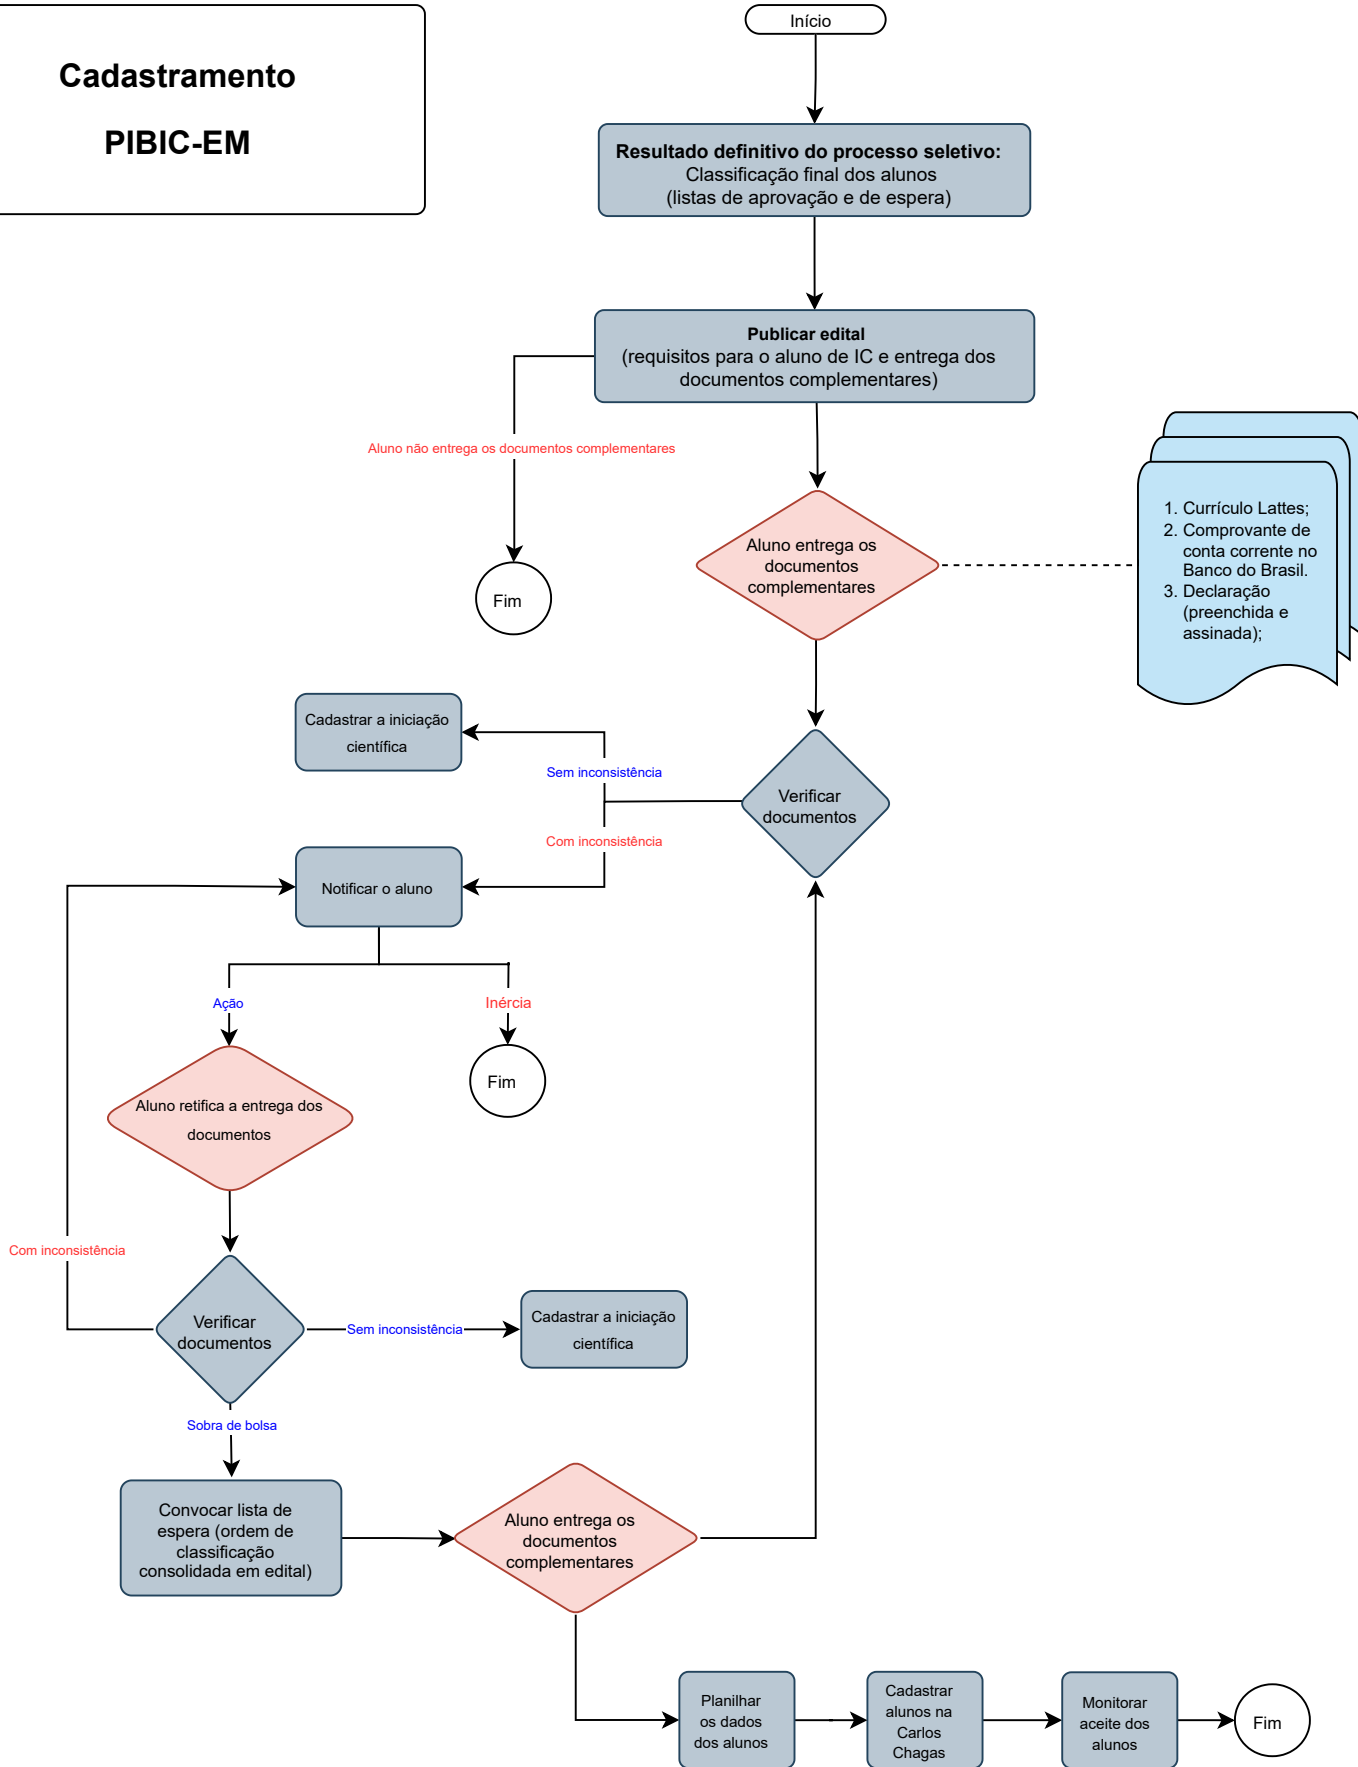 Cadastramento
PIBIC-EM
Início
Resultado definitivo do processo seletivo:
Classificação final dos alunos
(listas de aprovação e de espera)
Publicar edital
(requisitos para o aluno de IC e entrega dos
documentos complementares)
Aluno não entrega os documentos complementares
Fim
Aluno entrega os
documentos
complementares
1. Currículo Lattes;
2. Comprovante de
conta corrente no
Banco do Brasil.
3. Declaração
(preenchida e
assinada);
Cadastrar a iniciação
científica
Sem inconsistência
Verificar
documentos
Com inconsistência
Notificar o aluno
Ação
Inércia
Aluno retifica a entrega dos
documentos
Fim
Com inconsistência
Verificar
documentos
Sem inconsistência
Cadastrar a iniciação
científica
Sobra de bolsa
Convocar lista de
espera (ordem de
classificação
consolidada em edital)
Aluno entrega os
documentos
complementares
Planilhar
os dados
dos alunos
Cadastrar
alunos na
Carlos
Chagas
Monitorar
aceite dos
alunos
Fim